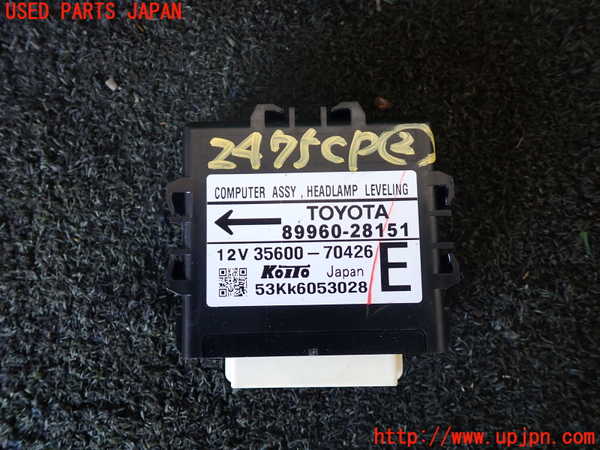 USED PARTS JAPAN
2475CP②
COMPUTER ASSY, HEADLAMP LEVELING
TOYOTA
89960-28151
12V 35600-70426 E
KOITO Japan
53Kk6053028
http://www.upjpn.com/